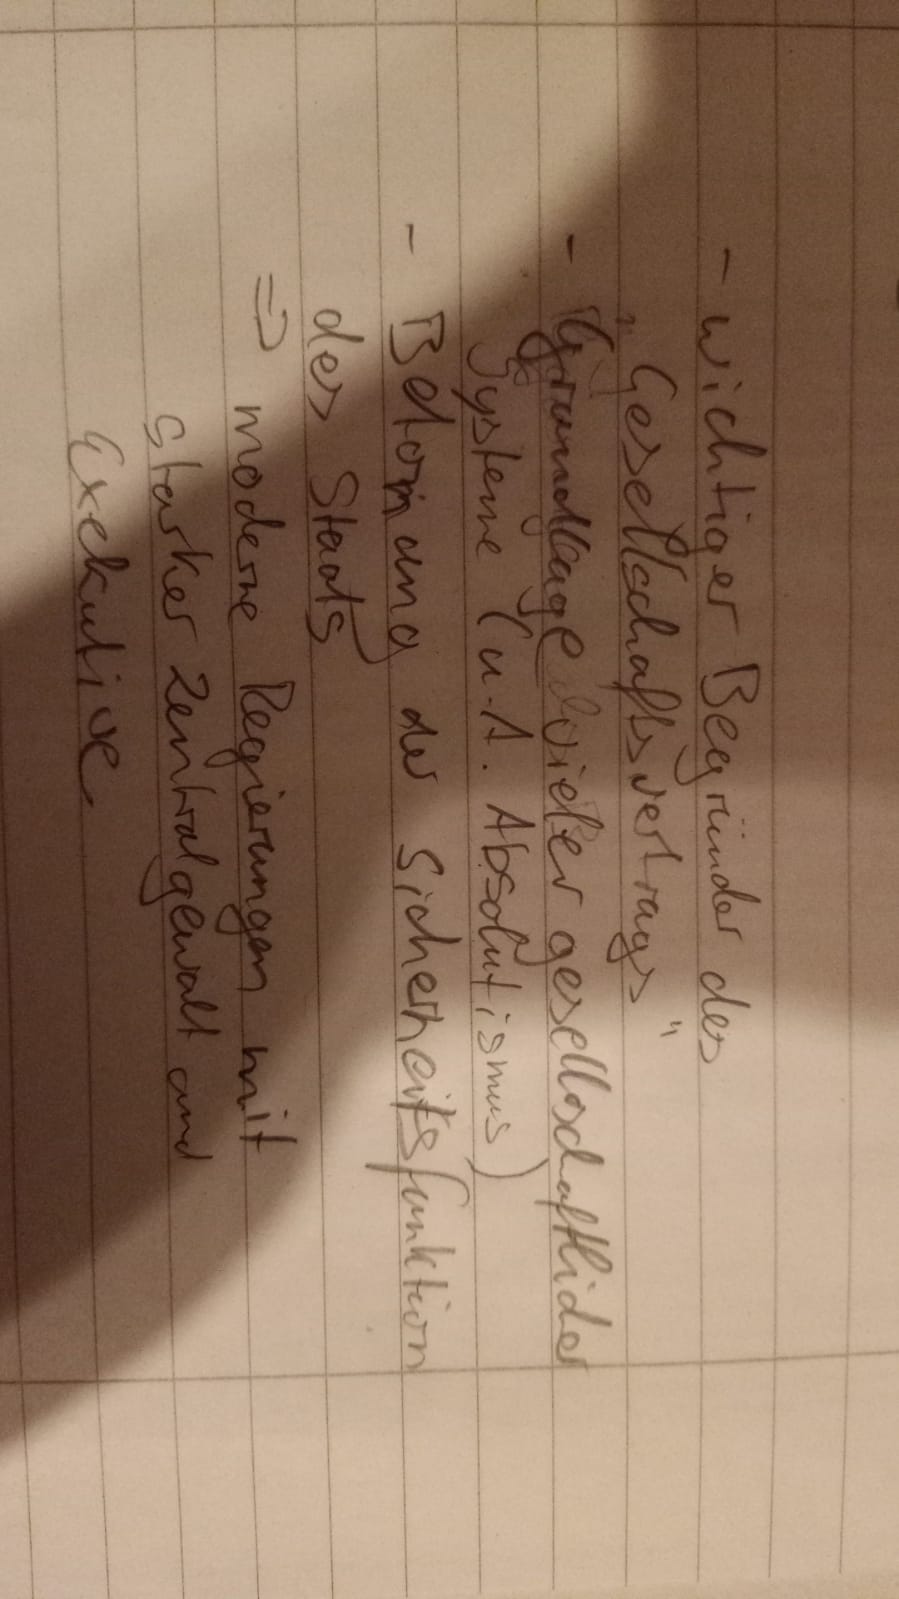 - wichtiger Begründer des
„Gesellschaftsvertrags"
- Grundlage vieler gesellschaftlicher
Systeme (u.A. Absolutismus)
- Betonung der Sicherheitsfunktion
des Staats
⇒ moderne Regierungen mit
starker Zentralgewalt und
Exekutive